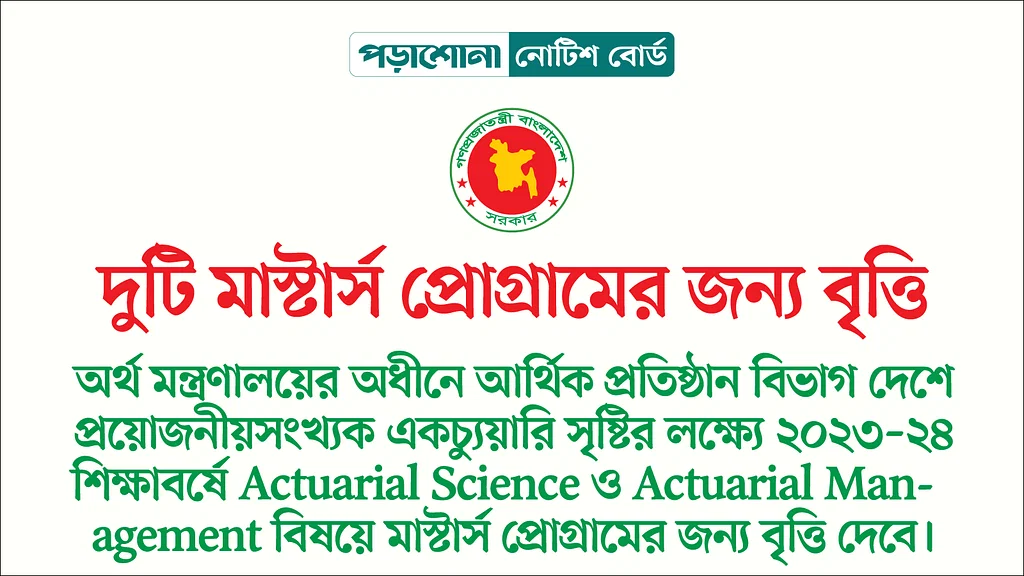 পড়াশোনা নোটিশ বোর্ড
গণপ্রজাতন্ত্রী বাংলাদেশ
সরকার
দুটি মাস্টার্স প্রোগ্রামের জন্য বৃত্তি
অর্থ মন্ত্রণালয়ের অধীনে আর্থিক প্রতিষ্ঠান বিভাগ দেশে
প্রয়োজনীয়সংখ্যক একচ্যুয়ারি সৃষ্টির লক্ষ্যে ২০২৩-২৪
শিক্ষাবর্ষে Actuarial Science ও Actuarial Man-
agement বিষয়ে মাস্টার্স প্রোগ্রামের জন্য বৃত্তি দেবে।